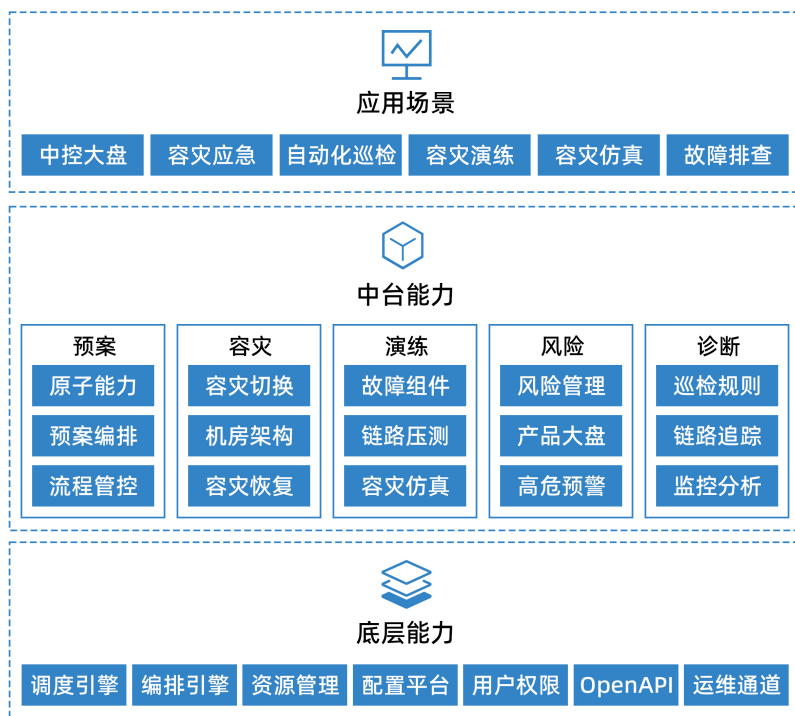 应用场景
中控大盘 容灾应急 自动化巡检 容灾演练 容灾仿真 故障排查
中台能力
预案 容灾 演练 风险 诊断
原子能力 容灾切换 故障组件 风险管理 巡检规则
预案编排 机房架构 链路压测 产品大盘 链路追踪
流程管控 容灾恢复 容灾仿真 高危预警 监控分析
底层能力
调度引擎 编排引擎 资源管理 配置平台 用户权限 OpenAPI 运维通道